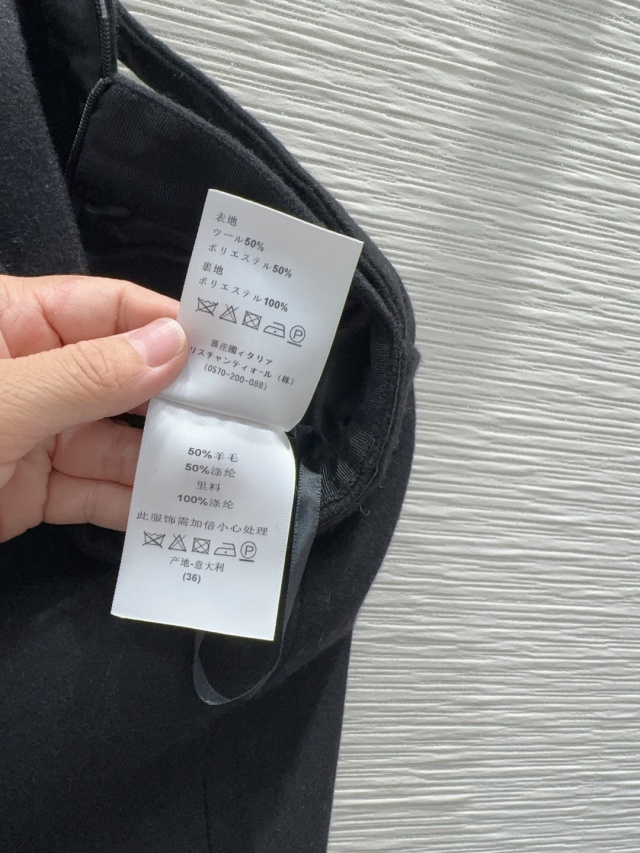 表地
ウール50%
ポリエステル50%
裏地
ポリエステル100%
P
原産國イタリア
リスチャンディオール（株）
(0570-200-088)
50%羊毛
50%涤纶
里料
100%涤纶
此服饰需加倍小心处理
P
产地·意大利
(36)